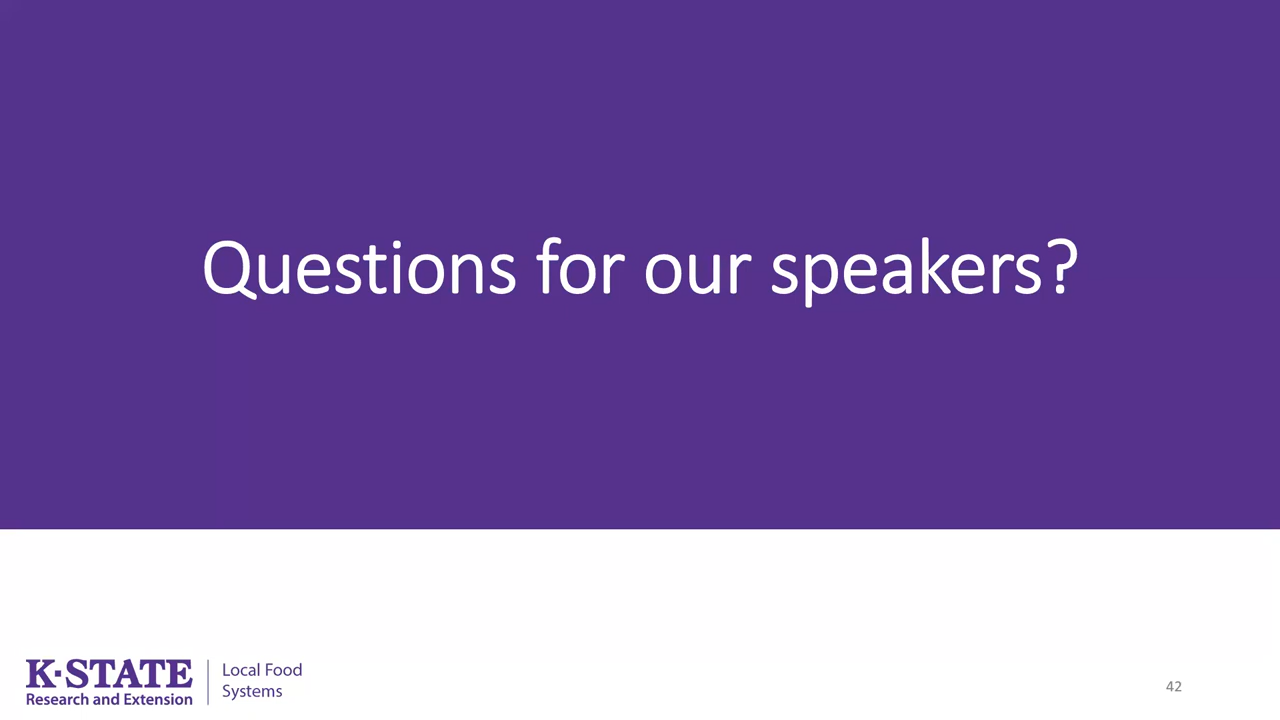 Questions for our speakers?
K·STATE
Research and Extension
Local Food
Systems
42